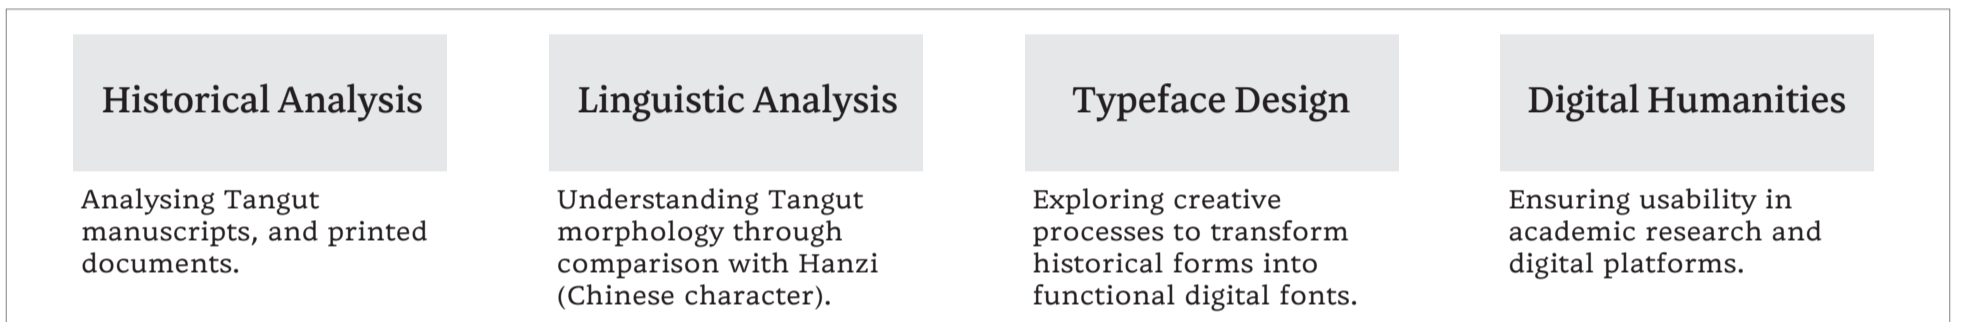 Historical Analysis
Analysing Tangut
manuscripts, and printed
documents.
Linguistic Analysis
Understanding Tangut
morphology through
comparison with Hanzi
(Chinese character).
Typeface Design
Exploring creative
processes to transform
historical forms into
functional digital fonts.
Digital Humanities
Ensuring usability in
academic research and
digital platforms.